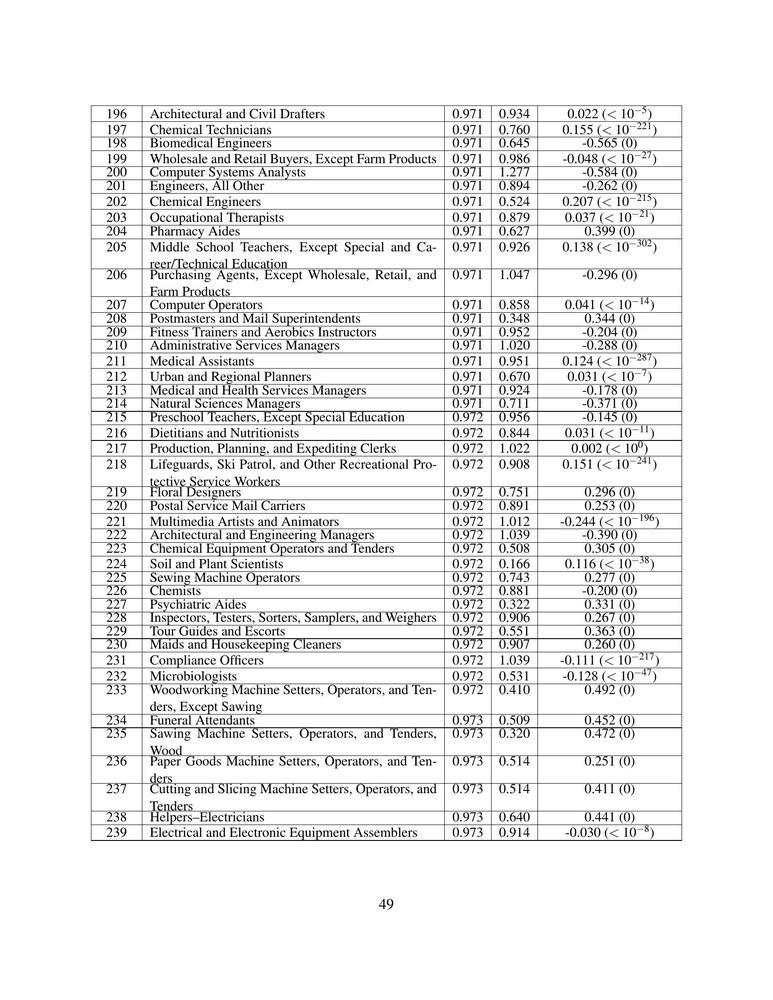 196 Architectural and Civil Drafters 0.971 0.934 0.022 (< 10^−5)
197 Chemical Technicians 0.971 0.760 0.155 (< 10^−221)
198 Biomedical Engineers 0.971 0.645 -0.565 (0)
199 Wholesale and Retail Buyers, Except Farm Products 0.971 0.986 -0.048 (< 10^−27)
200 Computer Systems Analysts 0.971 1.277 -0.584 (0)
201 Engineers, All Other 0.971 0.894 -0.262 (0)
202 Chemical Engineers 0.971 0.524 0.207 (< 10^−215)
203 Occupational Therapists 0.971 0.879 0.037 (< 10^−21)
204 Pharmacy Aides 0.971 0.627 0.399 (0)
205 Middle School Teachers, Except Special and Ca- 0.971 0.926 0.138 (< 10^−302)
reer/Technical Education
206 Purchasing Agents, Except Wholesale, Retail, and 0.971 1.047 -0.296 (0)
Farm Products
207 Computer Operators 0.971 0.858 0.041 (< 10^−14)
208 Postmasters and Mail Superintendents 0.971 0.348 0.344 (0)
209 Fitness Trainers and Aerobics Instructors 0.971 0.952 -0.204 (0)
210 Administrative Services Managers 0.971 1.020 -0.288 (0)
211 Medical Assistants 0.971 0.951 0.124 (< 10^−287)
212 Urban and Regional Planners 0.971 0.670 0.031 (< 10^−7)
213 Medical and Health Services Managers 0.971 0.924 -0.178 (0)
214 Natural Sciences Managers 0.971 0.711 -0.371 (0)
215 Preschool Teachers, Except Special Education 0.972 0.956 -0.145 (0)
216 Dietitians and Nutritionists 0.972 0.844 0.031 (< 10^−11)
217 Production, Planning, and Expediting Clerks 0.972 1.022 0.002 (< 10^0)
218 Lifeguards, Ski Patrol, and Other Recreational Pro- 0.972 0.908 0.151 (< 10^−241)
tective Service Workers
219 Floral Designers 0.972 0.751 0.296 (0)
220 Postal Service Mail Carriers 0.972 0.891 0.253 (0)
221 Multimedia Artists and Animators 0.972 1.012 -0.244 (< 10^−196)
222 Architectural and Engineering Managers 0.972 1.039 -0.390 (0)
223 Chemical Equipment Operators and Tenders 0.972 0.508 0.305 (0)
224 Soil and Plant Scientists 0.972 0.166 0.116 (< 10^−38)
225 Sewing Machine Operators 0.972 0.743 0.277 (0)
226 Chemists 0.972 0.881 -0.200 (0)
227 Psychiatric Aides 0.972 0.322 0.331 (0)
228 Inspectors, Testers, Sorters, Samplers, and Weighers 0.972 0.906 0.267 (0)
229 Tour Guides and Escorts 0.972 0.551 0.363 (0)
230 Maids and Housekeeping Cleaners 0.972 0.907 0.260 (0)
231 Compliance Officers 0.972 1.039 -0.111 (< 10^−217)
232 Microbiologists 0.972 0.531 -0.128 (< 10^−47)
233 Woodworking Machine Setters, Operators, and Ten- 0.972 0.410 0.492 (0)
ders, Except Sawing
234 Funeral Attendants 0.973 0.509 0.452 (0)
235 Sawing Machine Setters, Operators, and Tenders, 0.973 0.320 0.472 (0)
Wood
236 Paper Goods Machine Setters, Operators, and Ten- 0.973 0.514 0.251 (0)
ders
237 Cutting and Slicing Machine Setters, Operators, and 0.973 0.514 0.411 (0)
Tenders
238 Helpers–Electricians 0.973 0.640 0.441 (0)
239 Electrical and Electronic Equipment Assemblers 0.973 0.914 -0.030 (< 10^−8)
49